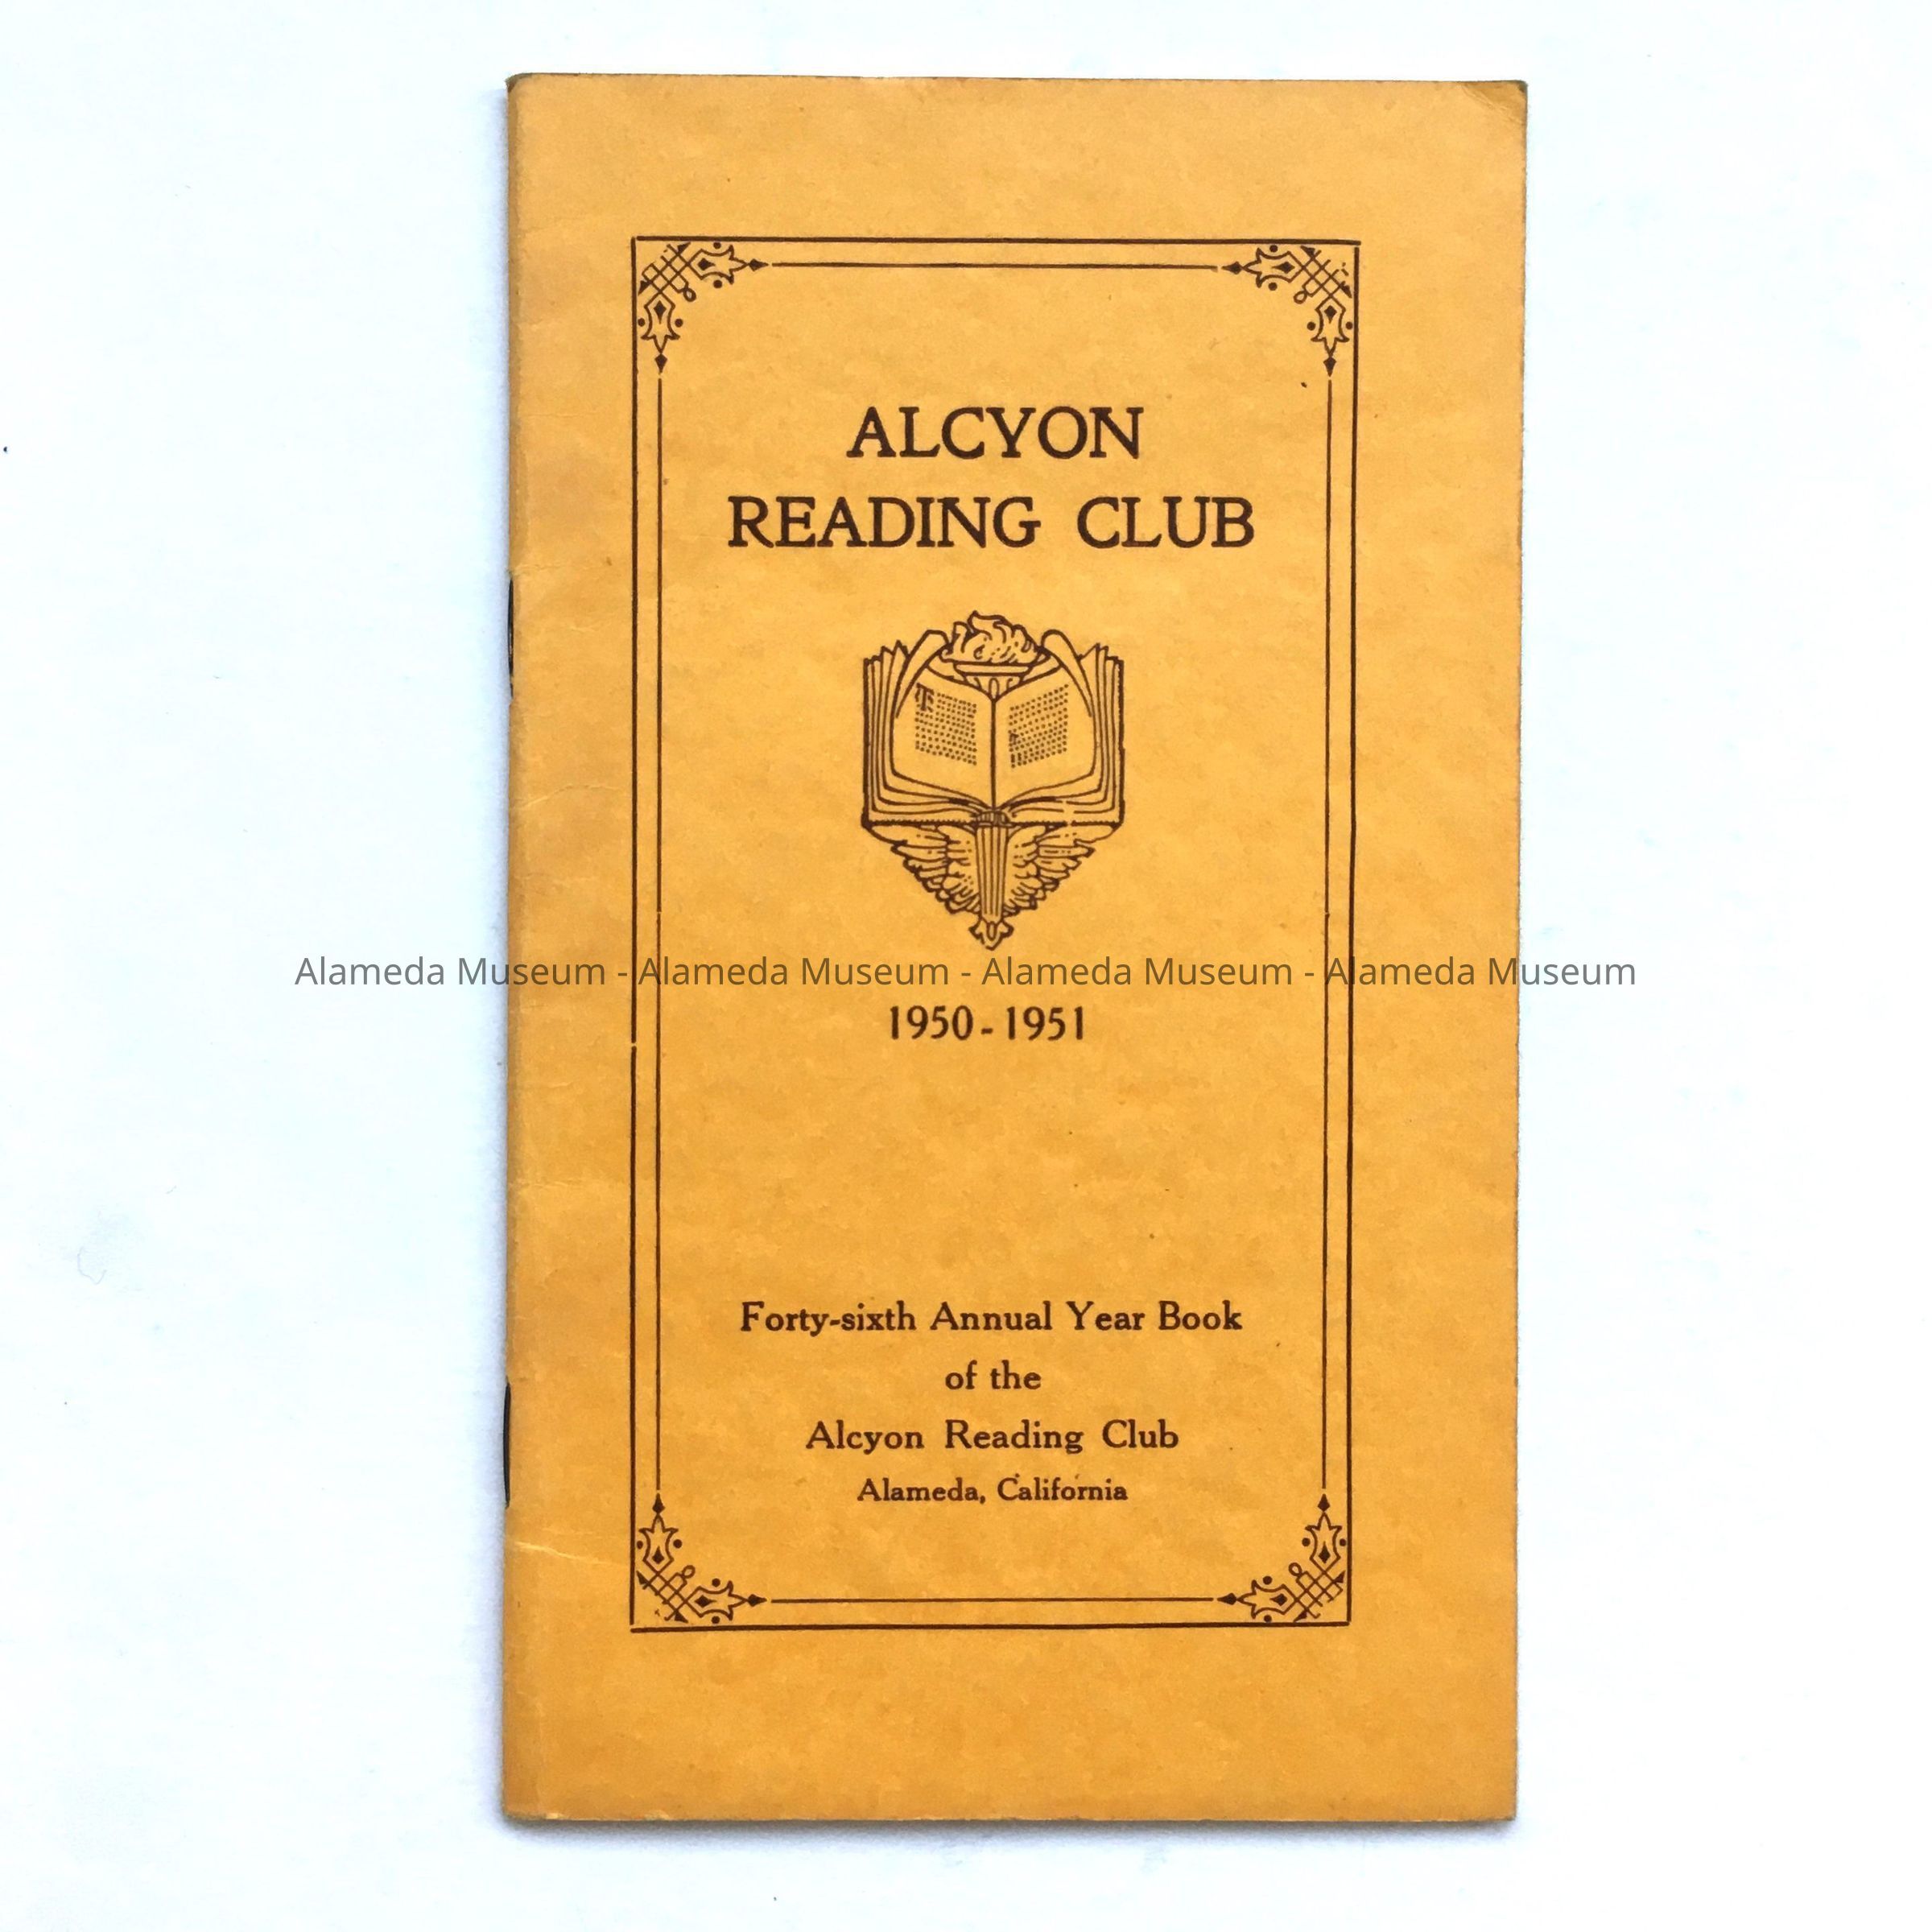 ALCYON
READING CLUB
Alameda Museum - Alameda Museum - Alameda Museum - Alameda Museum
1950-1951
Forty-sixth Annual Year Book
of the
Alcyon Reading Club
Alameda, California